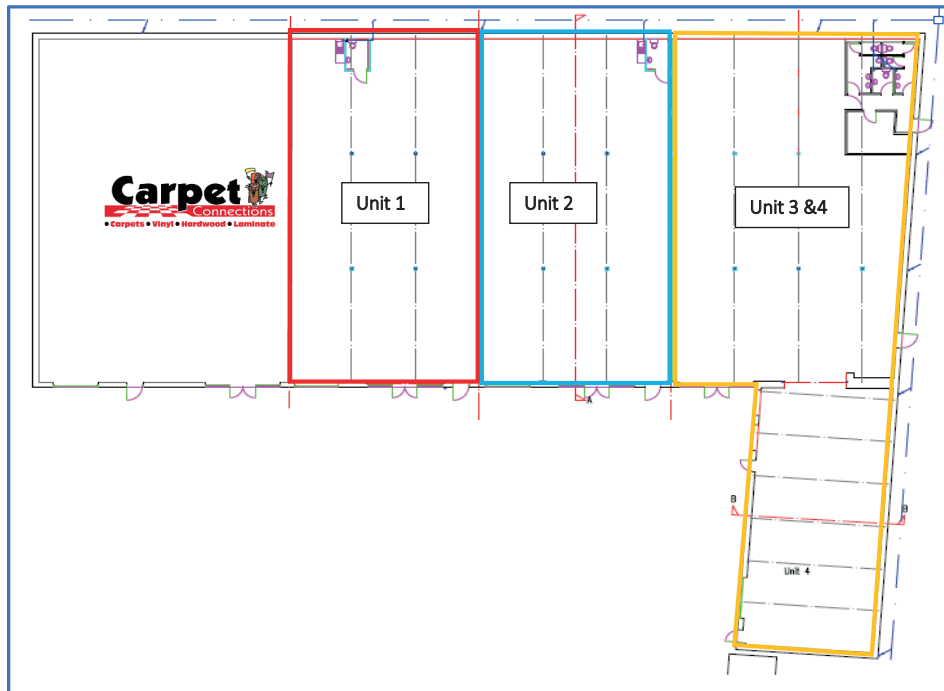 Carpet
Connections
• Carpets • Vinyl • Hardwood • Laminate
Unit 1
Unit 2
Unit 3 &4
A
B
B
Unit 4